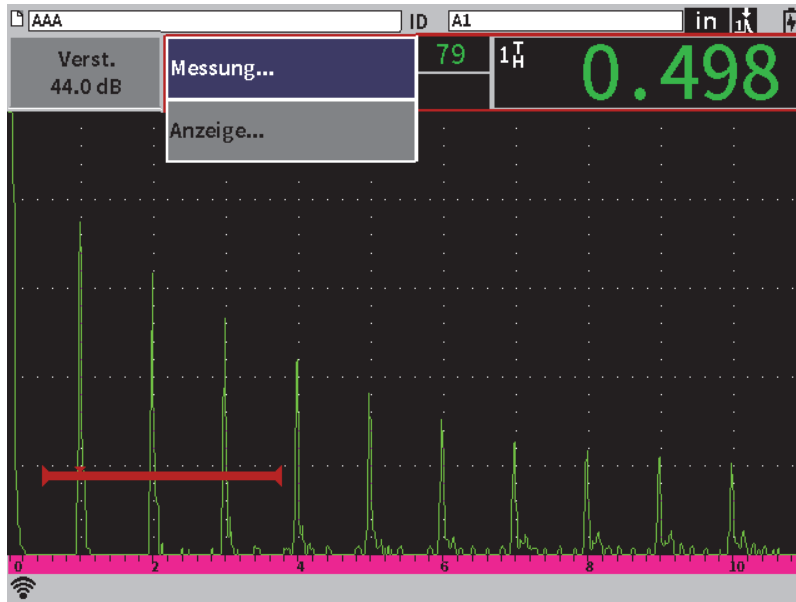 AAA ID A1 in
Verst.
44.0 dB
Messung...
Anzeige...
79
1 T
H
0.498
0 2 4 6 8 10